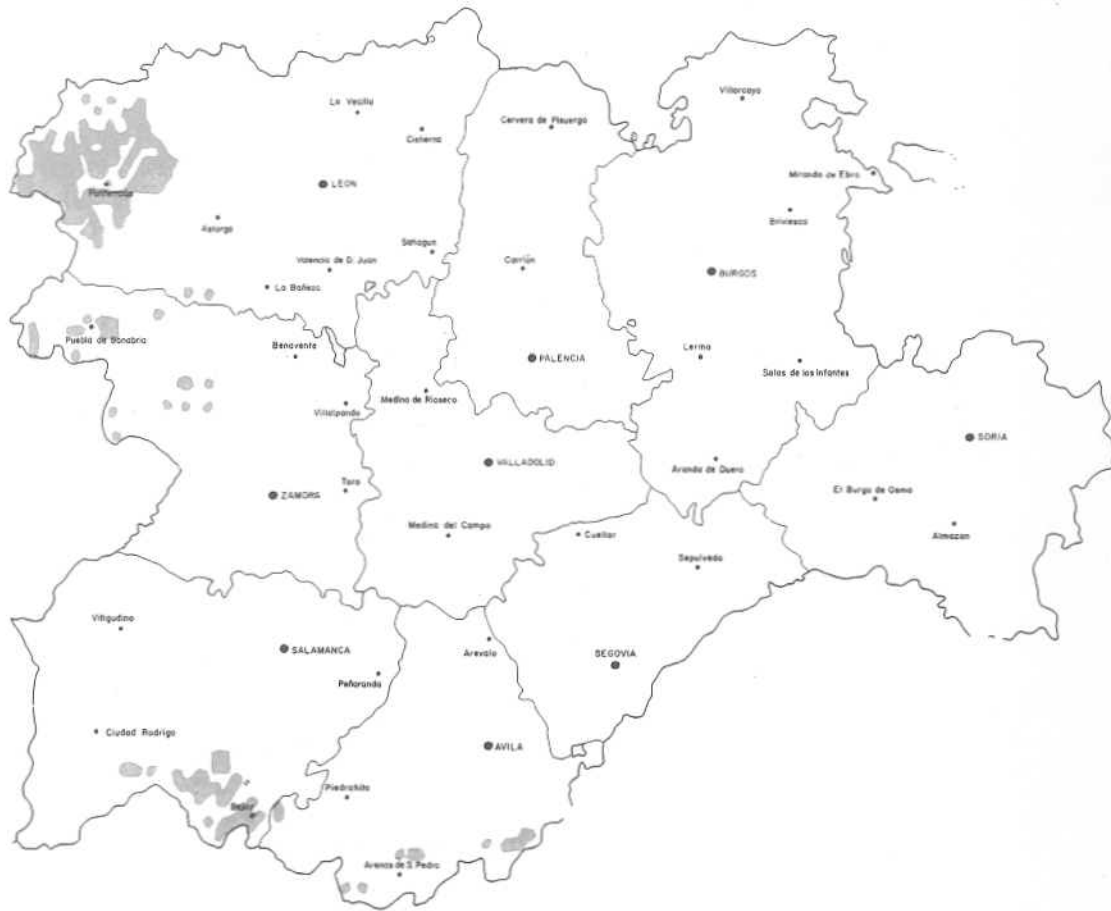 Villarcayo
La Vecilla
Cistierna
Cervera de Pisuerga
Miranda de Ebro
Ponferrada
LEON
Astorga
Briviesca
Sahagun
Valencia de D. Juan
Carrión
BURGOS
La Bañeza
Puebla de Sanabria
Benavente
PALENCIA
Lerma
Salas de los Infantes
Medina de Rioseco
Villalpando
SORIA
VALLADOLID
Aranda de Duero
Toro
ZAMORA
El Burgo de Osma
Medina del Campo
Cuellar
Almazan
Sepulveda
Vitigudino
SALAMANCA
Arevalo
SEGOVIA
Peñaranda
Ciudad Rodrigo
AVILA
Piedrahita
Bejar
Arenas de S. Pedro